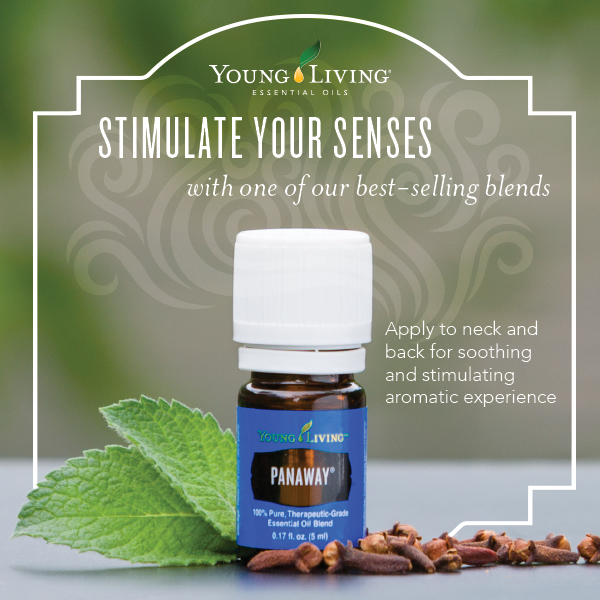 YOUNG LIVING®
ESSENTIAL OILS
STIMULATE YOUR SENSES
with one of our best-selling blends
Apply to neck and
back for soothing
and stimulating
aromatic experience
YOUNG LIVING™
PANAWAY®
100% Pure, Therapeutic-Grade
Essential Oil Blend
0.17 fl. oz. (5 ml)